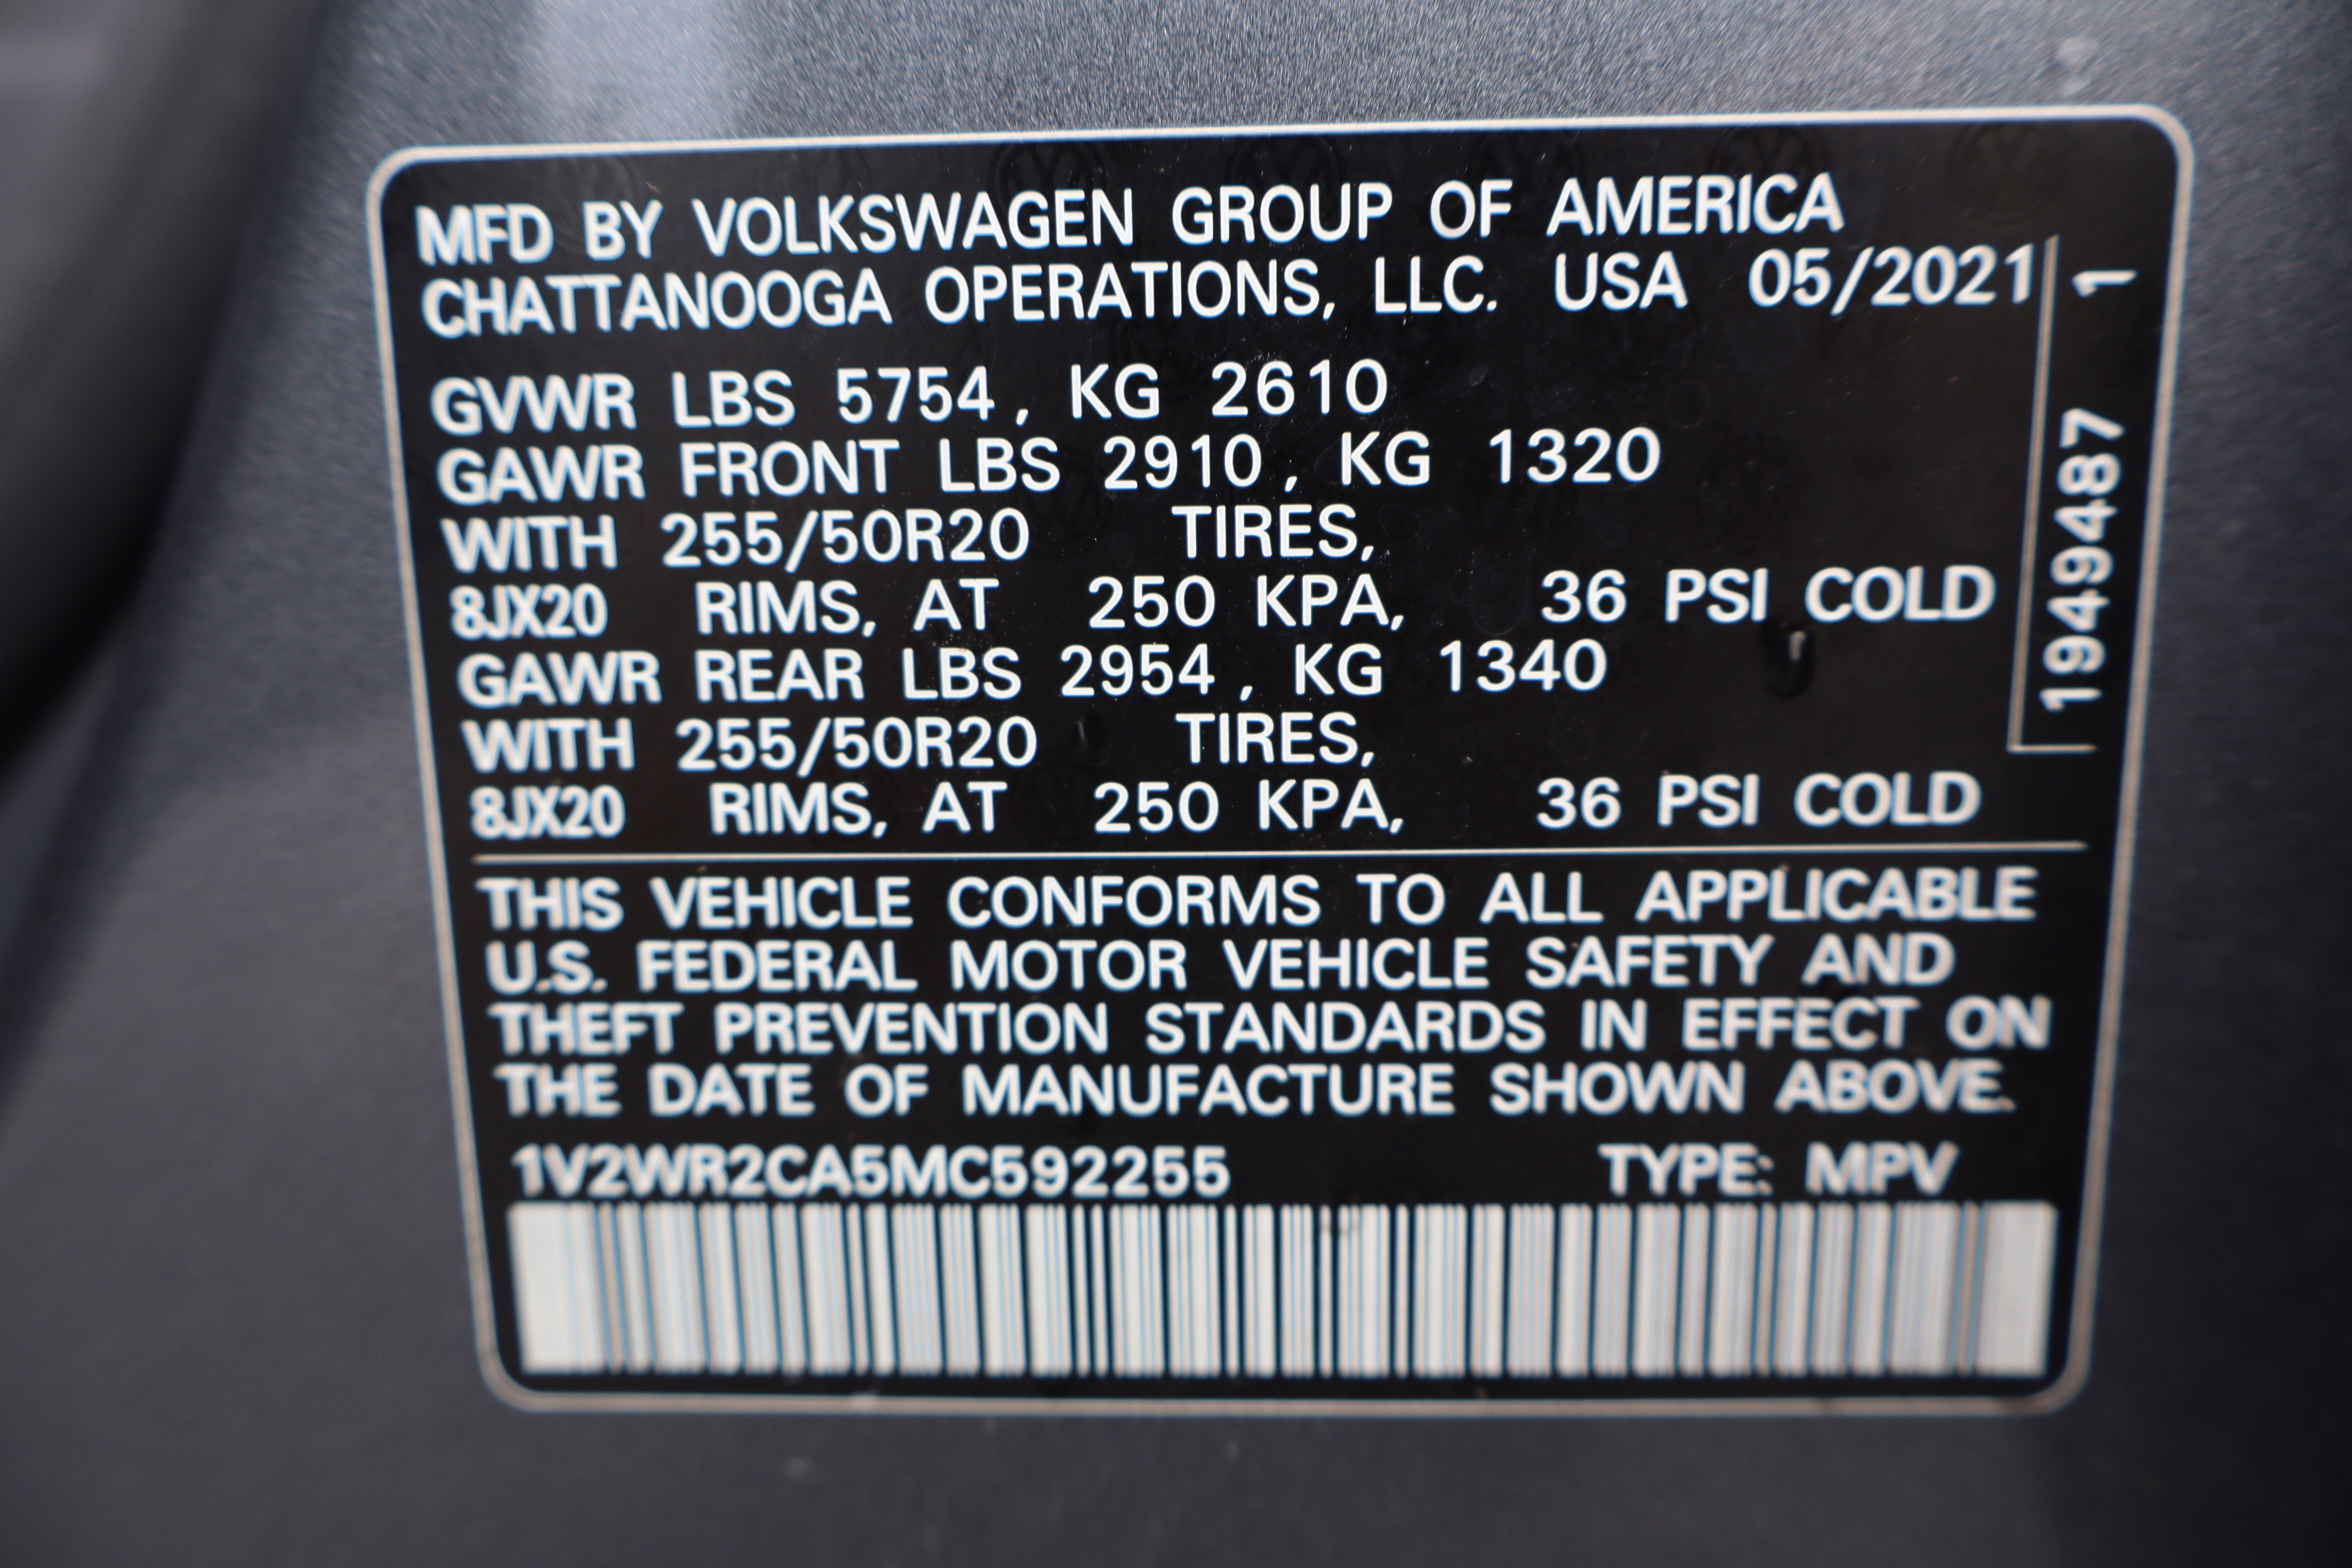 MFD BY VOLKSWAGEN GROUP OF AMERICA
CHATTANOOGA OPERATIONS, LLC. USA 05/2021
GVWR LBS 5754, KG 2610
GAWR FRONT LBS 2910, KG 1320
WITH 255/50R20 TIRES,
8JX20 RIMS, AT 250 KPA, 36 PSI COLD
GAWR REAR LBS 2954, KG 1340
WITH 255/50R20 TIRES,
8JX20 RIMS, AT 250 KPA, 36 PSI COLD
1949487 1
THIS VEHICLE CONFORMS TO ALL APPLICABLE
U.S. FEDERAL MOTOR VEHICLE SAFETY AND
THEFT PREVENTION STANDARDS IN EFFECT ON
THE DATE OF MANUFACTURE SHOWN ABOVE.
1V2WR2CA5MC592255 TYPE: MPV